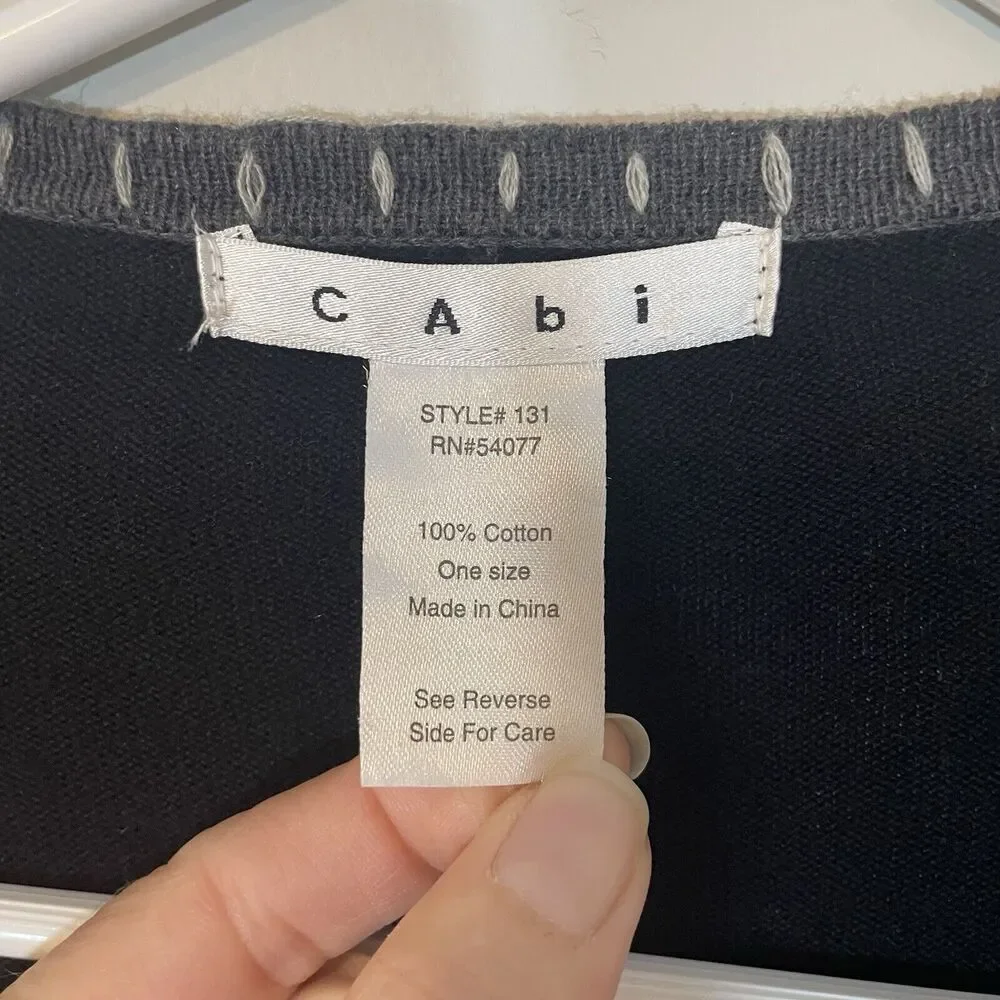 CAbi
STYLE# 131
RN#54077
100% Cotton
One size
Made in China
See Reverse
Side For Care